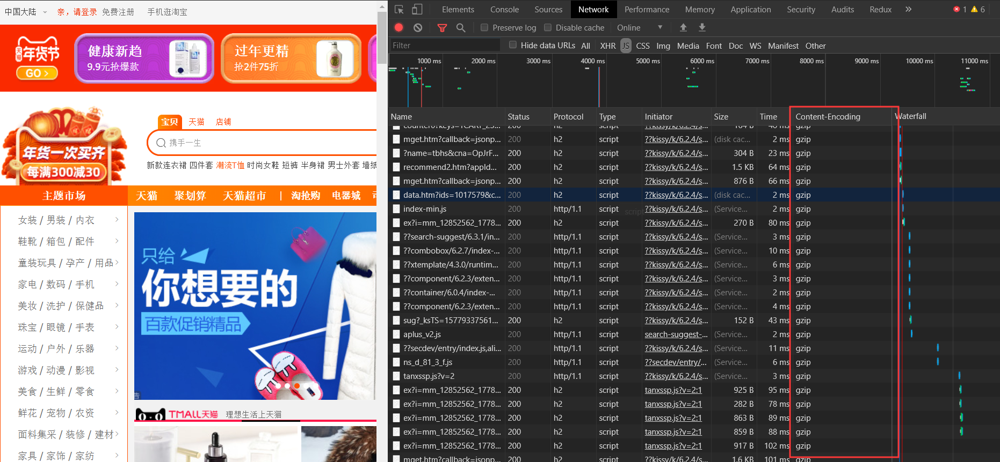 中国大陆 亲，请登录 免费注册 手机逛淘宝
天猫
年货节
GO >
健康新趋
9.9元抢爆款
过年更精
抢2件75折
年货一次买齐
每满300减30
宝贝 天猫 店铺
携手一生
新款连衣裙 四件套 潮流T恤 时尚女鞋 短裤 半身裙 男士外套 墙纸
主题市场 天猫 聚划算 天猫超市 | 淘抢购 电器城
女装 / 男装 / 内衣 >
鞋靴 / 箱包 / 配件 >
童装玩具 / 孕产 / 用品 >
家电 / 数码 / 手机 >
美妆 / 洗护 / 保健品 >
珠宝 / 眼镜 / 手表 >
运动 / 户外 / 乐器 >
游戏 / 动漫 / 影视 >
美食 / 生鲜 / 零食 >
鲜花 / 宠物 / 农资 >
面料集采 / 装修 / 建材 >
家具 / 家饰 / 家纺 >
只给
你想要的
百款促销精品
TMALL天猫 理想生活上天猫
Elements Console Sources Network Performance Memory Application Security Audits Redux » 1 6
Preserve log Disable cache Online
Filter Hide data URLs All XHR JS CSS Img Media Font Doc WS Manifest Other
1000 ms 2000 ms 3000 ms 4000 ms 5000 ms 6000 ms 7000 ms 8000 ms 9000 ms 10000 ms 11000 ms
Name Status Protocol Type Initiator Size Time Content-Encoding Waterfall
200 h2 script ??kissy/k/6.2.4/s... gzip
mget.htm?callback=jsonp... 200 h2 script ??kissy/k/6.2.4/s... (disk cac... 2 ms gzip
?name=tbhs&cna=OpJrF... 200 h2 script ??kissy/k/6.2.4/s... 304 B 23 ms gzip
recommend2.htm?appId... 200 h2 script ??kissy/k/6.2.4/s... 1.5 KB 64 ms gzip
mget.htm?callback=jsonp... 200 h2 script ??kissy/k/6.2.4/s... 876 B 66 ms gzip
data.htm?ids=1017579&c... 200 h2 script ??kissy/k/6.2.4/s... (disk cac... 2 ms gzip
index-min.js 200 http/1.1 script ??kissy/k/6.2.4/s... (Service... 2 ms gzip
script
ex?i=mm_12852562_1778... 200 h2 script ??kissy/k/6.2.4/s... 270 B 80 ms gzip
??search-suggest/6.3.1/in... 200 http/1.1 script ??kissy/k/6.2.4/s... (Service... 3 ms gzip
??combobox/6.2.7/index-... 200 http/1.1 script ??kissy/k/6.2.4/s... (Service... 10 ms gzip
??xtemplate/4.3.0/runtim... 200 http/1.1 script ??kissy/k/6.2.4/s... (Service... 6 ms gzip
??component/6.2.3/exten... 200 http/1.1 script ??kissy/k/6.2.4/s... (Service... 3 ms gzip
??container/6.0.4/index-... 200 http/1.1 script ??kissy/k/6.2.4/s... (Service... 2 ms gzip
??component/6.2.3/exten... 200 http/1.1 script ??kissy/k/6.2.4/s... (Service... 4 ms gzip
sug?_ksTS=15779337561... 200 h2 script ??kissy/k/6.2.4/s... 152 B 43 ms gzip
aplus_v2.js 200 http/1.1 script search-suggest-... (Service... 2 ms gzip
??secdev/entry/index.js,ali... 200 http/1.1 script ??kissy/k/6.2.4/s... (Service... 11 ms gzip
ns_d_81_3_f.js 200 http/1.1 script ??secdev/entry/... (Service... 6 ms gzip
tanxssp.js?v=2 200 http/1.1 script ??kissy/k/6.2.4/s... (Service... 3 ms gzip
ex?i=mm_12852562_1778... 200 h2 script tanxssp.js?v=2:1 925 B 95 ms gzip
ex?i=mm_12852562_1778... 200 h2 script tanxssp.js?v=2:1 282 B 78 ms gzip
ex?i=mm_12852562_1778... 200 h2 script tanxssp.js?v=2:1 863 B 89 ms gzip
ex?i=mm_12852562_1778... 200 h2 script tanxssp.js?v=2:1 859 B 88 ms gzip
ex?i=mm_12852562_1778... 200 h2 script tanxssp.js?v=2:1 917 B 102 ms gzip
mget.htm?callback=jsonp... 200 h2 script ??kissy/k/6.2.4/s... 1.6 KB 101 ms gzip